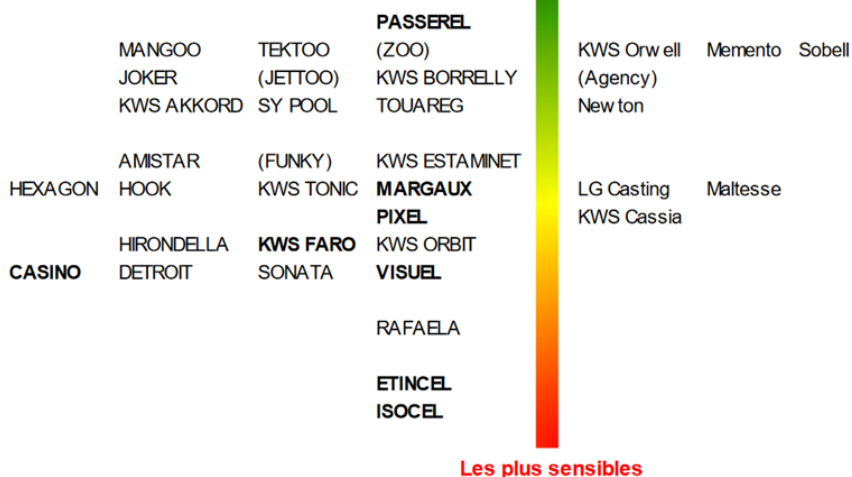 PASSEREL
MANGOO TEKTOO (ZOO) KWS Orwell Memento Sobell
JOKER (JETTOO) KWS BORRELLY (Agency)
KWS AKKORD SY POOL TOUAREG Newton
AMISTAR (FUNKY) KWS ESTAMINET
HEXAGON HOOK KWS TONIC MARGAUX LG Casting Maltesse
PIXEL KWS Cassia
HIRONDELLA KWS FARO KWS ORBIT
CASINO DETROIT SONATA VISUEL
RAFAELA
ETINCEL
ISOCEL
Les plus sensibles